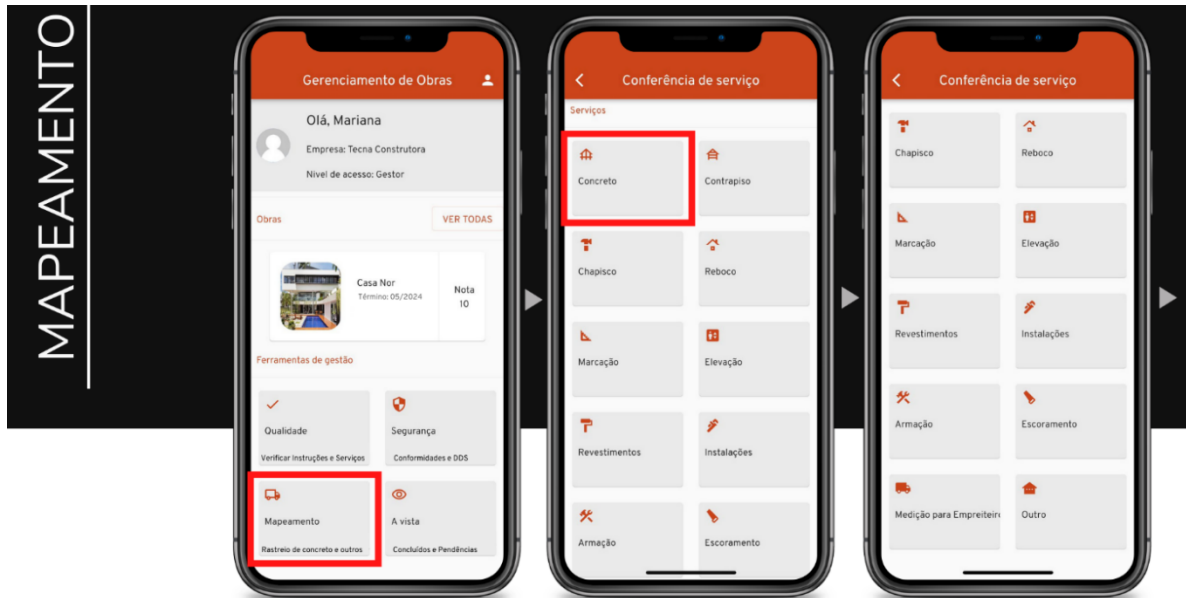 MAPEAMENTO
Gerenciamento de Obras
Olá, Mariana
Empresa: Tecna Construtora
Nivel de acesso: Gestor
Obras
VER TODAS
Casa Nor
Término: 05/2024
Nota
10
Ferramentas de gestão
Qualidade
Verificar Instruções e Serviços
Segurança
Conformidades e DDS
Mapeamento
Rastreio de concreto e outros
A vista
Concluídos e Pendências
Conferência de serviço
Serviços
Concreto
Contrapiso
Chapisco
Reboco
Marcação
Elevação
Revestimentos
Instalações
Armação
Escoramento
Conferência de serviço
Chapisco
Reboco
Marcação
Elevação
Revestimentos
Instalações
Armação
Escoramento
Medição para Empreiteir
Outro